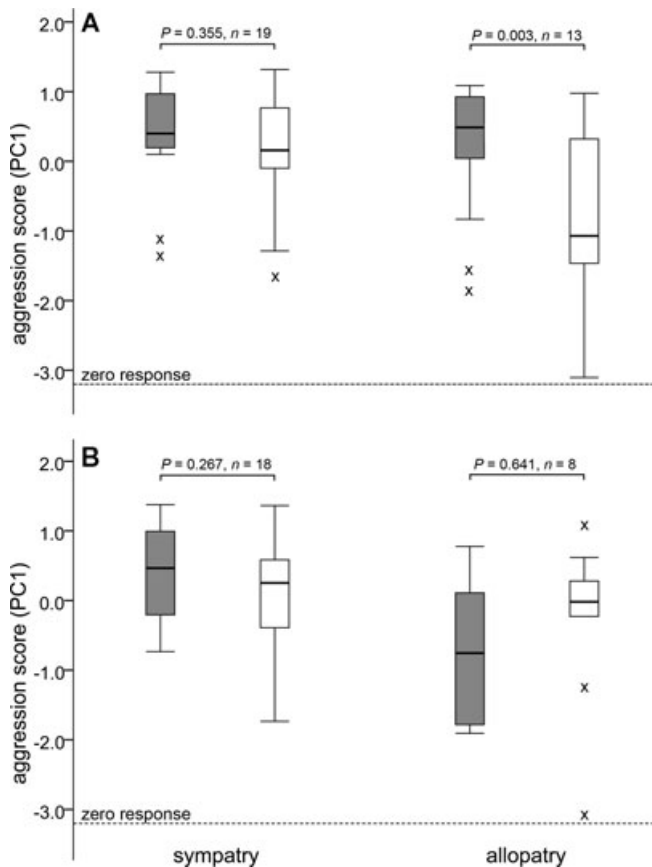 A
P = 0.355, n = 19
P = 0.003, n = 13
2.0
1.0
0.0
-1.0
-2.0
-3.0
aggression score (PC1)
zero response
x
x
x
x
x
B
P = 0.267, n = 18
P = 0.641, n = 8
2.0
1.0
0.0
-1.0
-2.0
-3.0
aggression score (PC1)
zero response
x
x
x
sympatry
allopatry